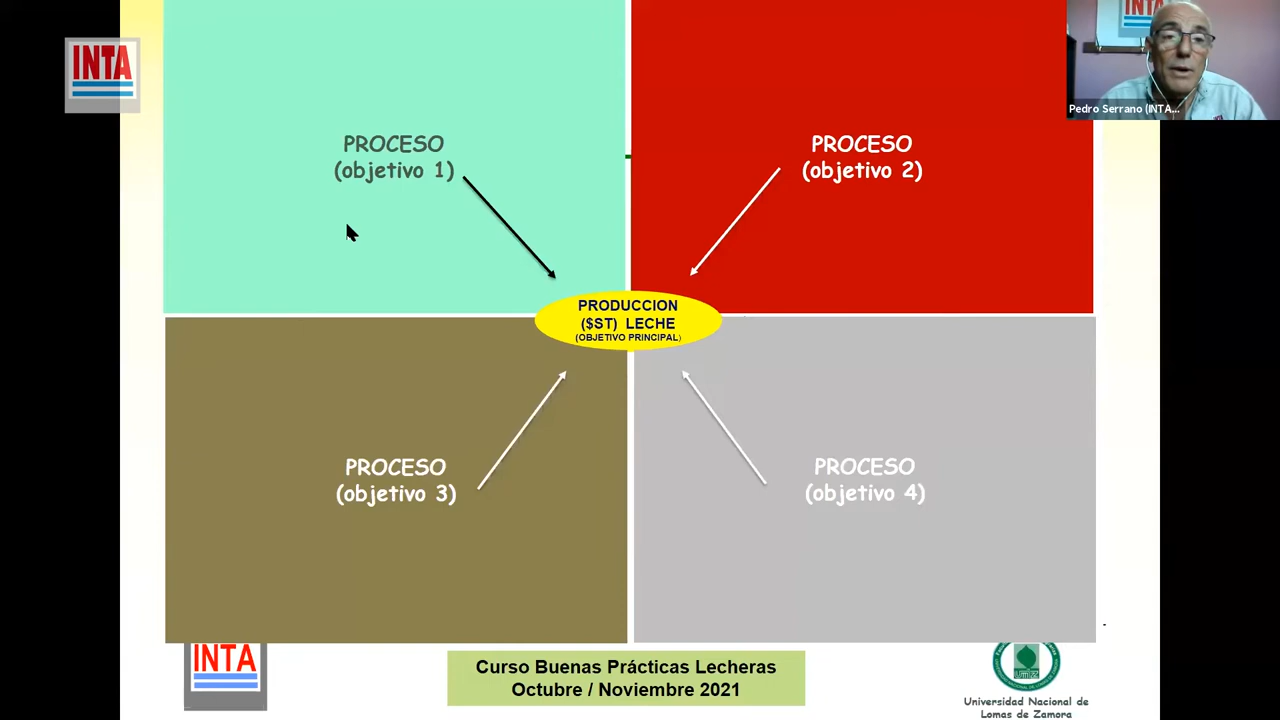 INTA
INTA
Pedro Serrano (INTA...
PROCESO
(objetivo 1)
PROCESO
(objetivo 2)
PRODUCCION
($ST) LECHE
(OBJETIVO PRINCIPAL)
PROCESO
(objetivo 3)
PROCESO
(objetivo 4)
INTA
Curso Buenas Prácticas Lecheras
Octubre / Noviembre 2021
Universidad Nacional de
Lomas de Zamora